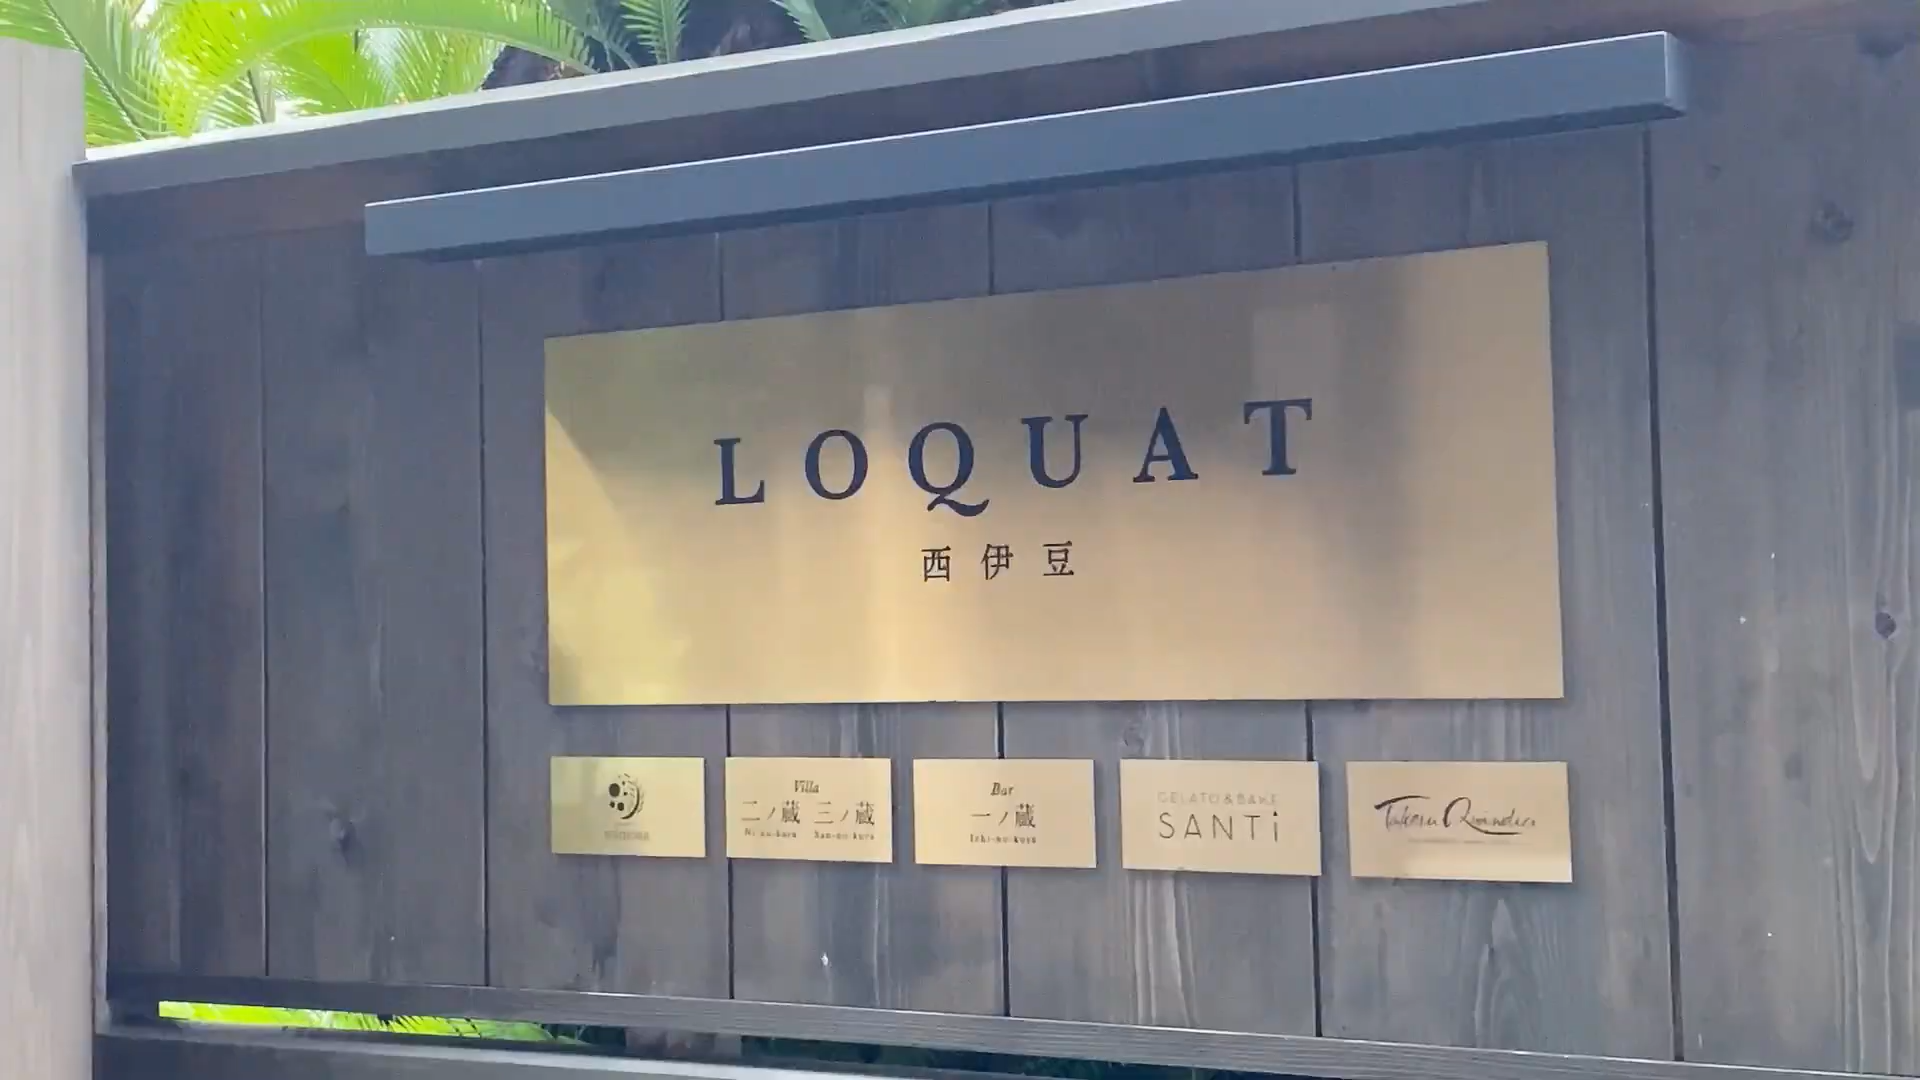 LOQUAT
西伊豆
Villa
二ノ蔵 三ノ蔵
Ni-no-kura San-no-kura
Bar
一ノ蔵
Ichi-no-kura
GELATO & BAKE
SANTi